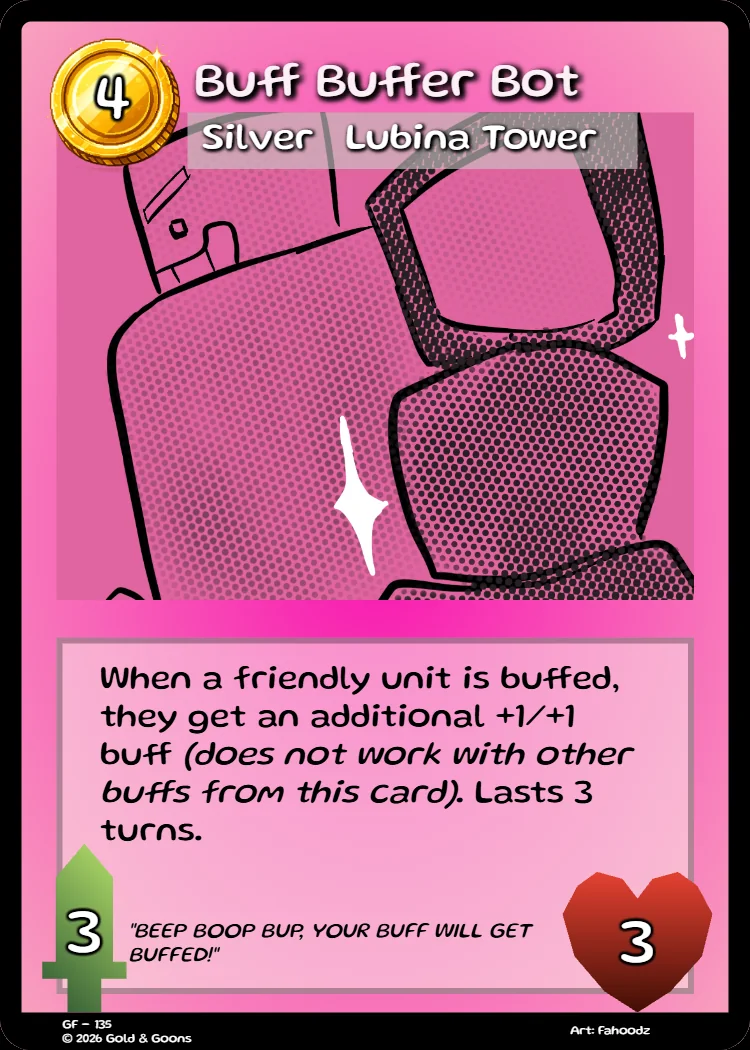 4
Buff Buffer Bot
Silver Lubina Tower
When a friendly unit is buffed,
they get an additional +1/+1
buff (does not work with other
buffs from this card). Lasts 3
turns.
3
"BEEP BOOP BUP, YOUR BUFF WILL GET
BUFFED!"
3
GF - 135
© 2026 Gold & Goons
Art: fahoodz